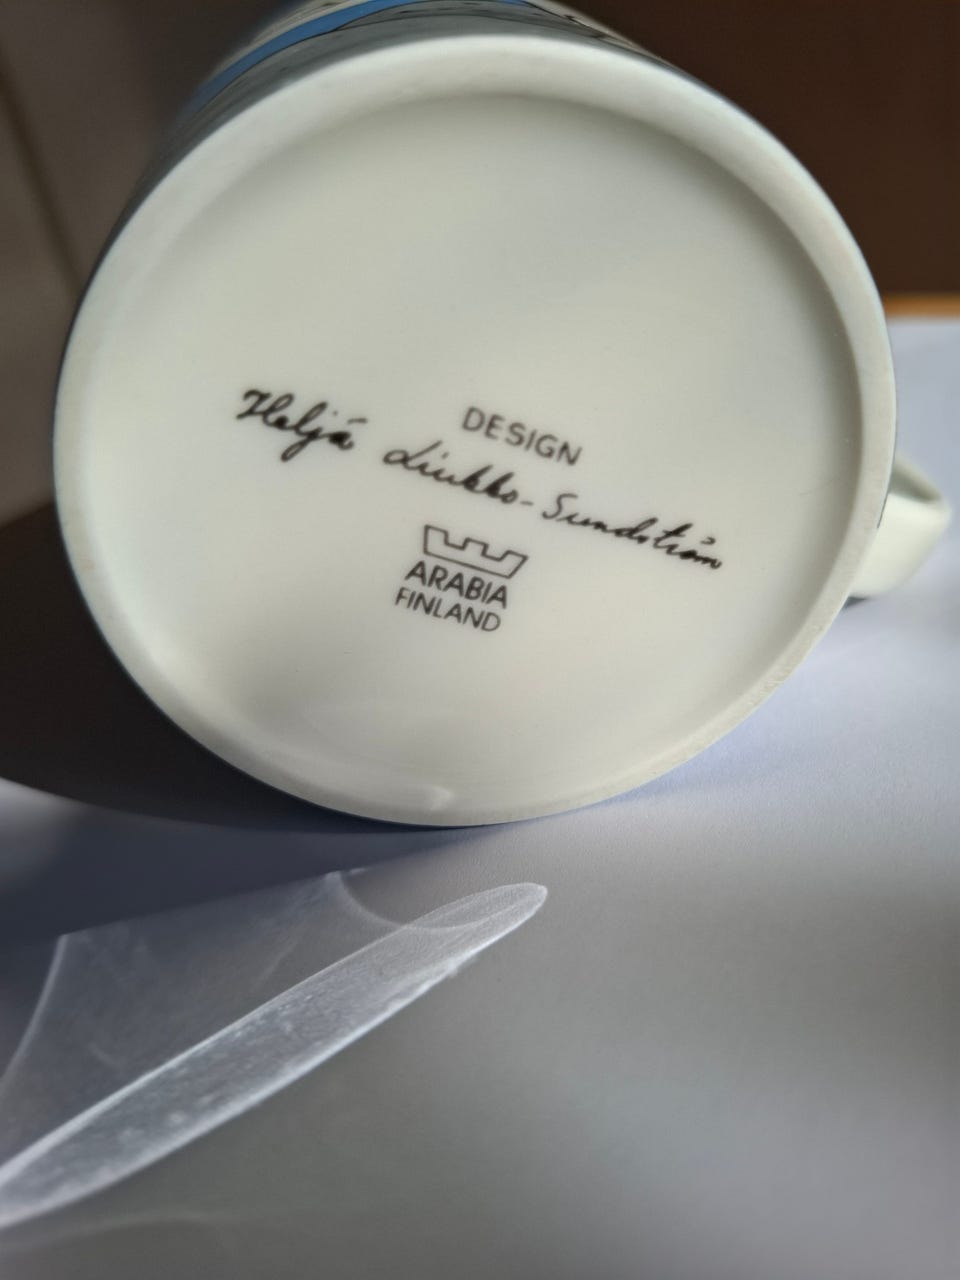 DESIGN
Heljä Liukko-Sundström
ARABIA
FINLAND